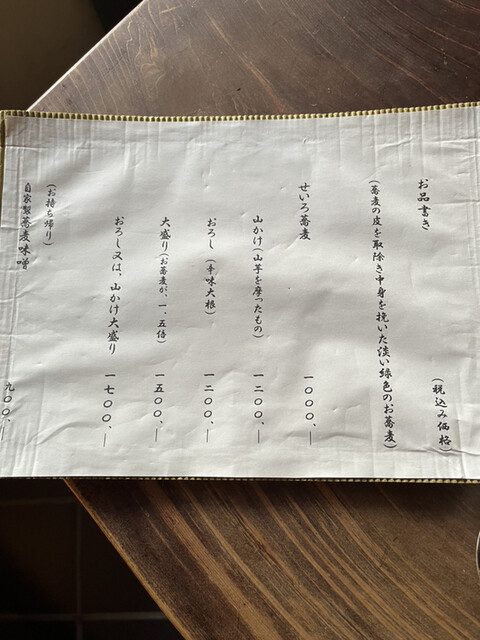 お品書き （税込み価格）
（蕎麦の皮を取除き中身を挽いた淡い緑色のお蕎麦）
せいろ蕎麦 一〇〇〇、―
山かけ（山芋を摩ったもの） 一二〇〇、―
おろし（辛味大根） 一二〇〇、―
大盛り（お蕎麦が、一、五倍） 一五〇〇、―
おろし又は、山かけ大盛り 一七〇〇、―
（お持ち帰り）
自家製蕎麦味噌 九〇〇、―